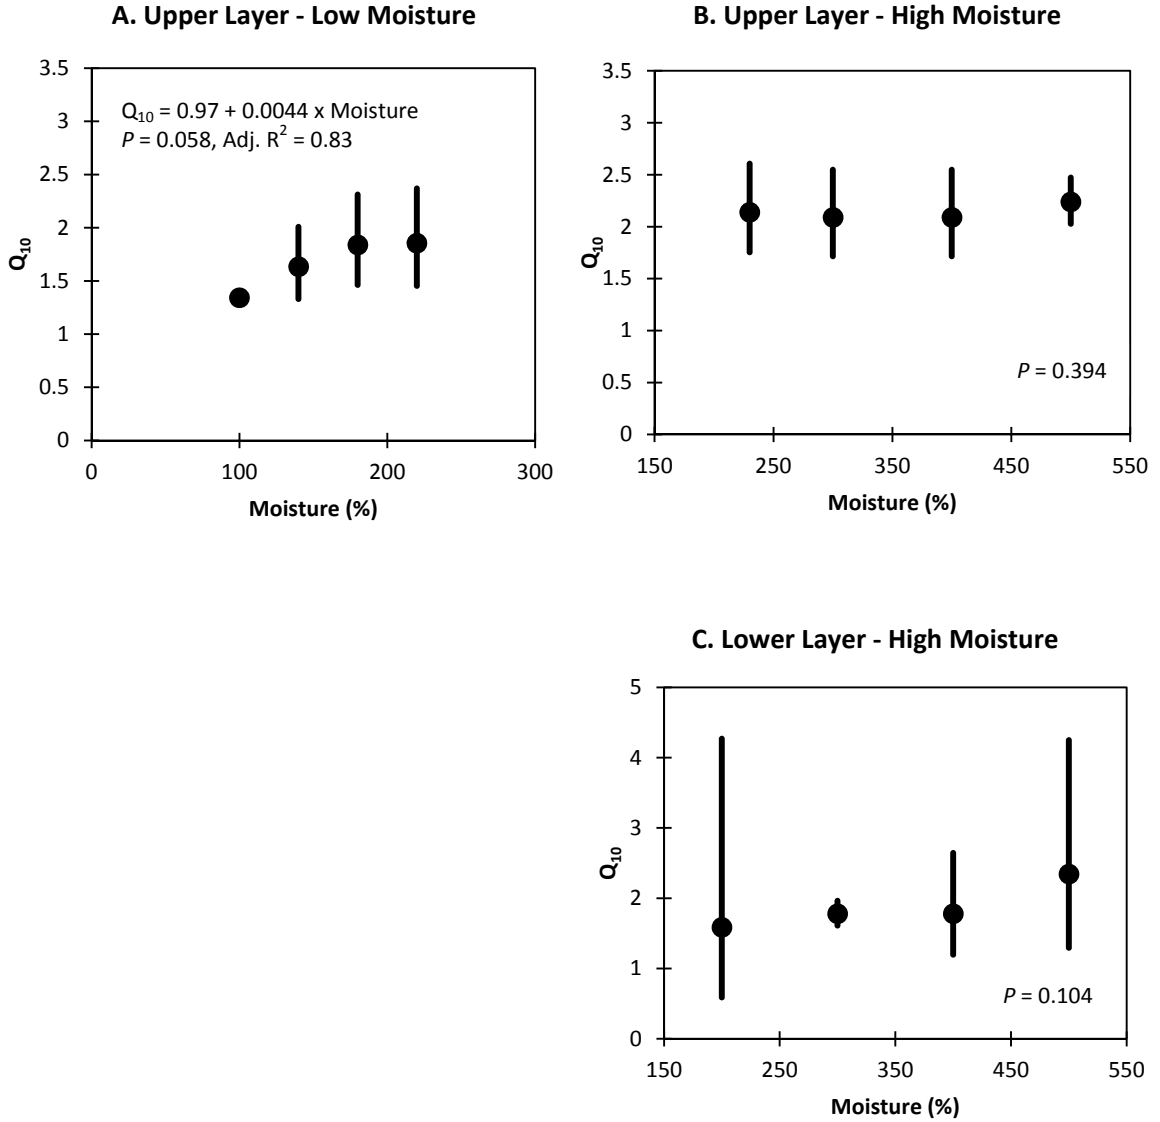 A. Upper Layer - Low Moisture
3.5
3
2.5
2
1.5
1
0.5
0
Q10
Q10 = 0.97 + 0.0044 x Moisture
P = 0.058, Adj. R2 = 0.83
0 100 200 300
Moisture (%)
B. Upper Layer - High Moisture
3.5
3
2.5
2
1.5
1
0.5
0
Q10
P = 0.394
150 250 350 450 550
Moisture (%)
C. Lower Layer - High Moisture
5
4
3
2
1
0
Q10
P = 0.104
150 250 350 450 550
Moisture (%)